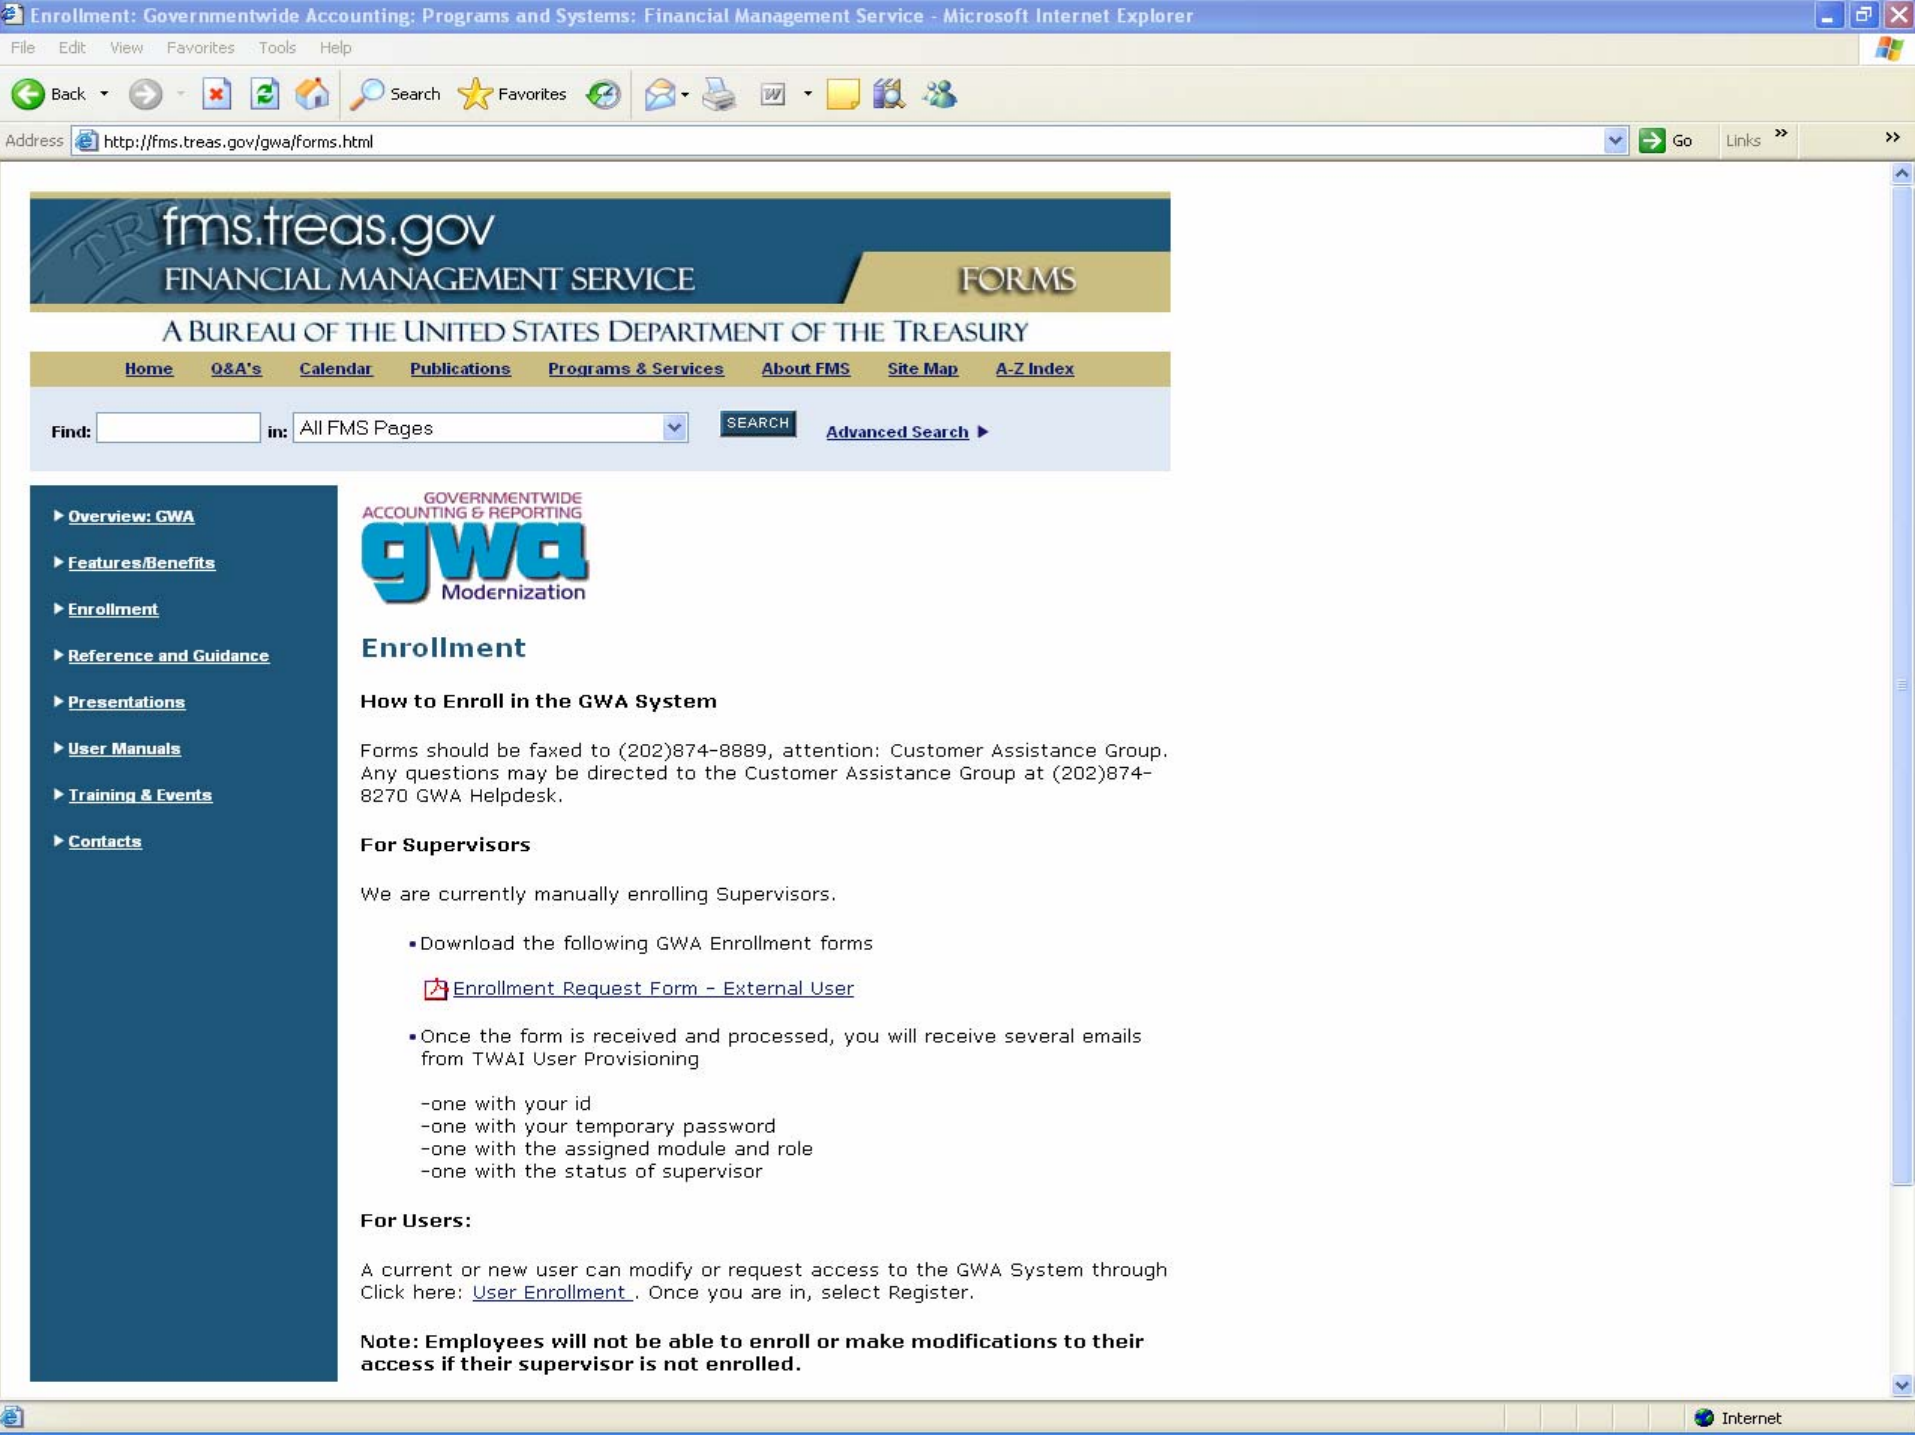 Enrollment: Governmentwide Accounting: Programs and Systems: Financial Management Service - Microsoft Internet Explorer
File Edit View Favorites Tools Help
Back Search Favorites
Address http://fms.treas.gov/gwa/forms.html Go Links »
»
fms.treas.gov
FINANCIAL MANAGEMENT SERVICE FORMS
A BUREAU OF THE UNITED STATES DEPARTMENT OF THE TREASURY
Home Q&A's Calendar Publications Programs & Services About FMS Site Map A-Z Index
Find: in: All FMS Pages SEARCH Advanced Search
Overview: GWA
Features/Benefits
Enrollment
Reference and Guidance
Presentations
User Manuals
Training & Events
Contacts
GOVERNMENTWIDE
ACCOUNTING & REPORTING
gwa
Modernization
Enrollment
How to Enroll in the GWA System
Forms should be faxed to (202)874-8889, attention: Customer Assistance Group.
Any questions may be directed to the Customer Assistance Group at (202)874-
8270 GWA Helpdesk.
For Supervisors
We are currently manually enrolling Supervisors.
▪Download the following GWA Enrollment forms
Enrollment Request Form - External User
▪Once the form is received and processed, you will receive several emails
from TWAI User Provisioning
-one with your id
-one with your temporary password
-one with the assigned module and role
-one with the status of supervisor
For Users:
A current or new user can modify or request access to the GWA System through
Click here: User Enrollment . Once you are in, select Register.
Note: Employees will not be able to enroll or make modifications to their
access if their supervisor is not enrolled.
Internet